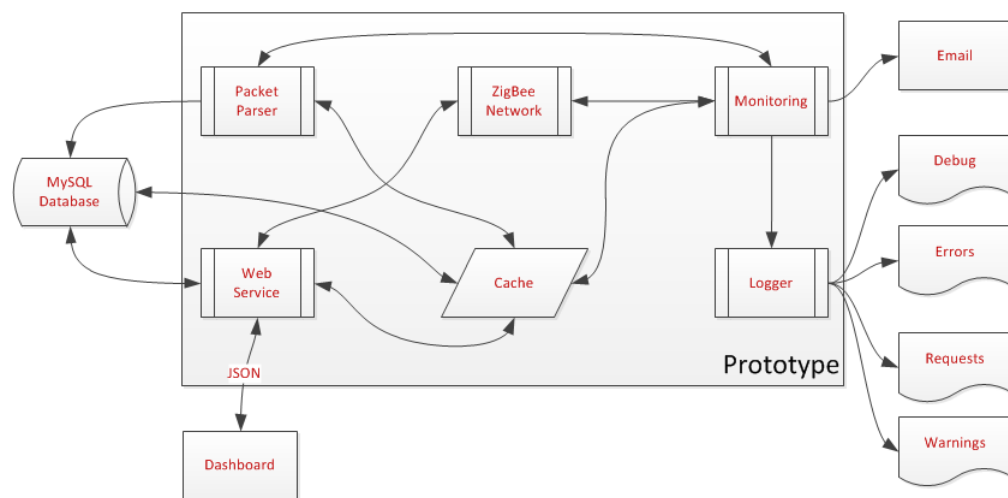 Email
Packet
Parser
ZigBee
Network
Monitoring
Debug
MySQL
Database
Errors
Web
Service
Cache
Logger
Prototype
Requests
JSON
Warnings
Dashboard